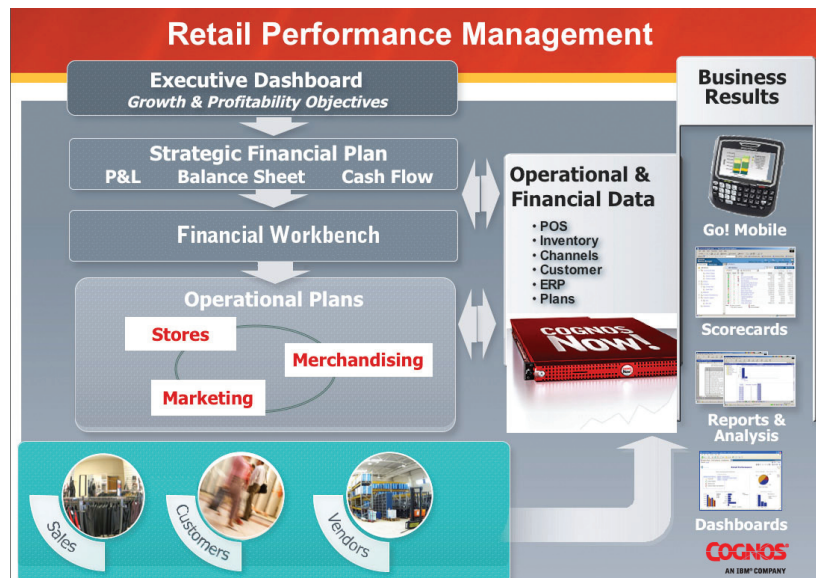 Retail Performance Management
Executive Dashboard
Growth & Profitability Objectives
Strategic Financial Plan
P&L Balance Sheet Cash Flow
Financial Workbench
Operational Plans
Stores
Merchandising
Marketing
Sales
Customers
Vendors
Operational &
Financial Data
• POS
• Inventory
• Channels
• Customer
• ERP
• Plans
COGNOS
Now!
Business
Results
Go! Mobile
Scorecards
Reports &
Analysis
Dashboards
COGNOS
AN IBM® COMPANY